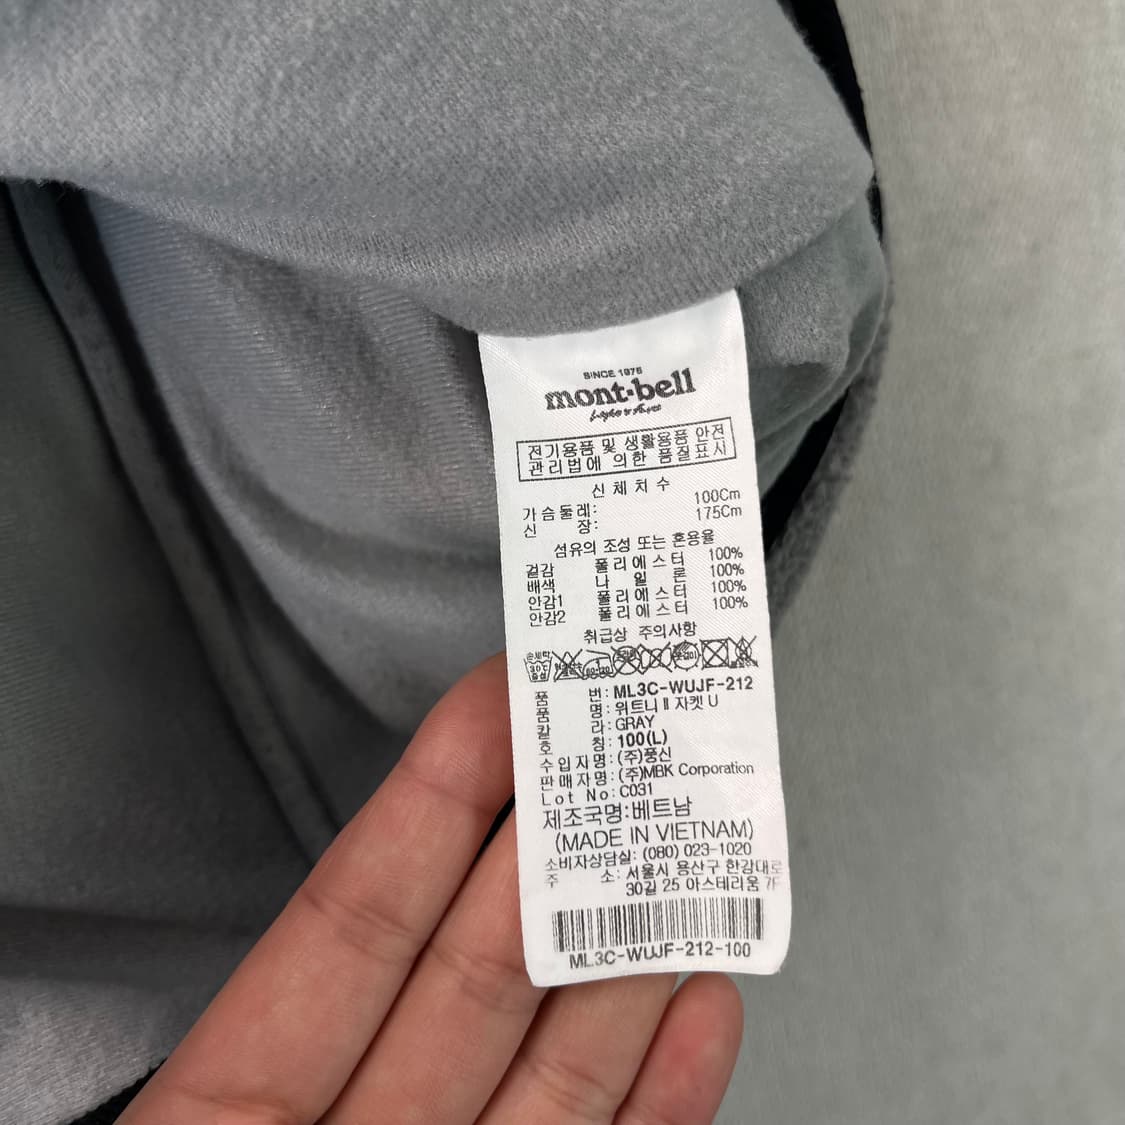 SINCE 1975
mont·bell
전기용품 및 생활용품 안전
관리법에 의한 품질표시
신체치수
가슴둘레: 100Cm
신 장: 175Cm
섬유의 조성 또는 혼용율
겉감 폴리에스터 100%
배색 나일론 100%
안감1 폴리에스터 100%
안감2 폴리에스터 100%
취급상 주의사항
손세탁
30℃
중성
품 번: ML3C-WUJF-212
품 명: 위트니 II 자켓 U
칼 라: GRAY
호 칭: 100(L)
수입자명: (주)풍신
판매자명: (주)MBK Corporation
Lot No: C031
제조국명: 베트남
(MADE IN VIETNAM)
소비자상담실: (080) 023-1020
주 소: 서울시 용산구 한강대로
30길 25 아스테리움 7F
ML3C-WUJF-212-100